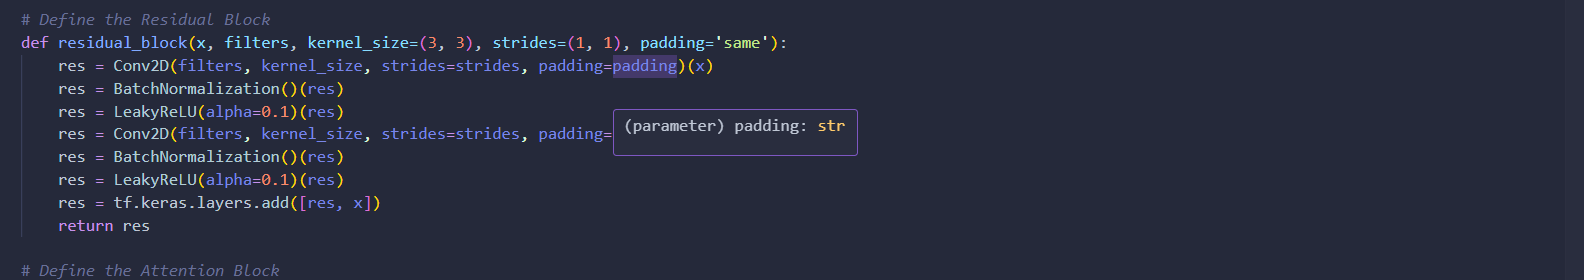 # Define the Residual Block
def residual_block(x, filters, kernel_size=(3, 3), strides=(1, 1), padding='same'):
    res = Conv2D(filters, kernel_size, strides=strides, padding=padding)(x)
    res = BatchNormalization()(res)
    res = LeakyReLU(alpha=0.1)(res)
(parameter) padding: str
    res = Conv2D(filters, kernel_size, strides=strides, padding=
    res = BatchNormalization()(res)
    res = LeakyReLU(alpha=0.1)(res)
    res = tf.keras.layers.add([res, x])
    return res
# Define the Attention Block